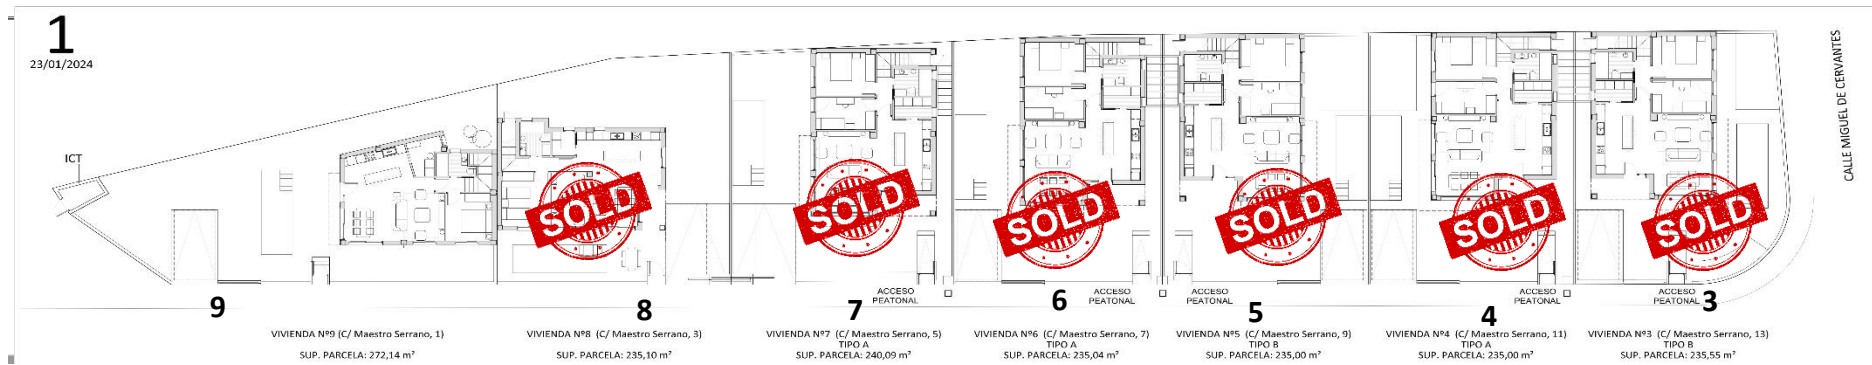 1
23/01/2024
ICT
CALLE MIGUEL DE CERVANTES
SOLD
SOLD
SOLD
SOLD
SOLD
SOLD
ACCESO
PEATONAL
ACCESO
PEATONAL
ACCESO
PEATONAL
ACCESO
PEATONAL
ACCESO
PEATONAL
9
8
7
6
5
4
3
VIVIENDA Nº9 (C/ Maestro Serrano, 1)
SUP. PARCELA: 272,14 m²
VIVIENDA Nº8 (C/ Maestro Serrano, 3)
SUP. PARCELA: 235,10 m²
VIVIENDA Nº7 (C/ Maestro Serrano, 5)
TIPO A
SUP. PARCELA: 240,09 m²
VIVIENDA Nº6 (C/ Maestro Serrano, 7)
TIPO A
SUP. PARCELA: 235,04 m²
VIVIENDA Nº5 (C/ Maestro Serrano, 9)
TIPO B
SUP. PARCELA: 235,00 m²
VIVIENDA Nº4 (C/ Maestro Serrano, 11)
TIPO A
SUP. PARCELA: 235,00 m²
VIVIENDA Nº3 (C/ Maestro Serrano, 13)
TIPO B
SUP. PARCELA: 235,55 m²